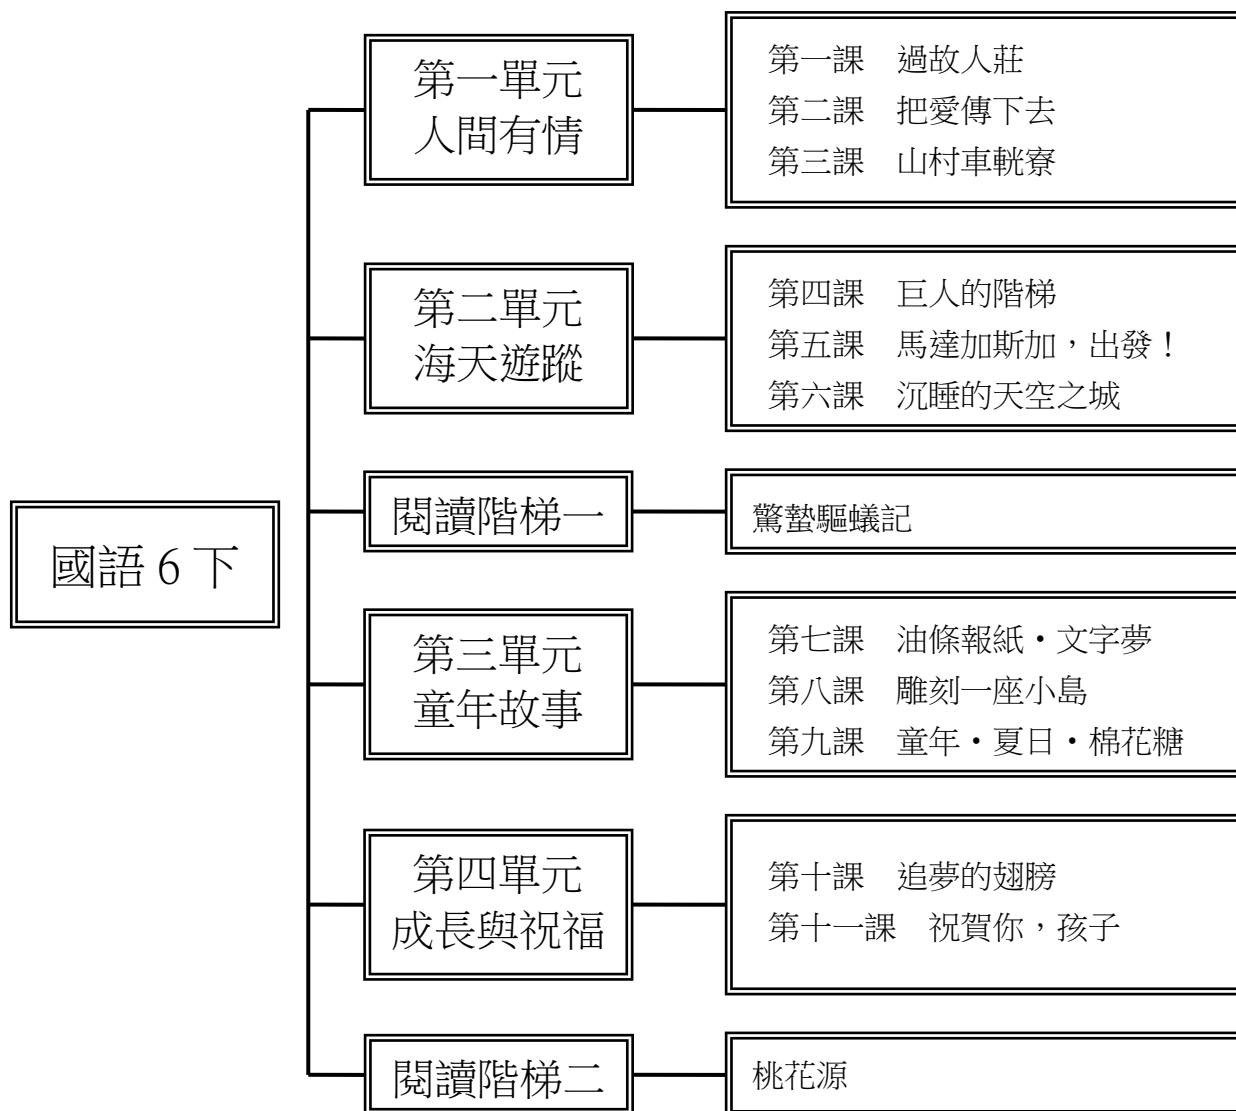 國語 6 下
第一單元
人間有情
第一課　過故人莊
第二課　把愛傳下去
第三課　山村車輄寮
第二單元
海天遊蹤
第四課　巨人的階梯
第五課　馬達加斯加，出發！
第六課　沉睡的天空之城
閱讀階梯一
驚蟄驅蟻記
第三單元
童年故事
第七課　油條報紙・文字夢
第八課　雕刻一座小島
第九課　童年・夏日・棉花糖
第四單元
成長與祝福
第十課　追夢的翅膀
第十一課　祝賀你，孩子
閱讀階梯二
桃花源